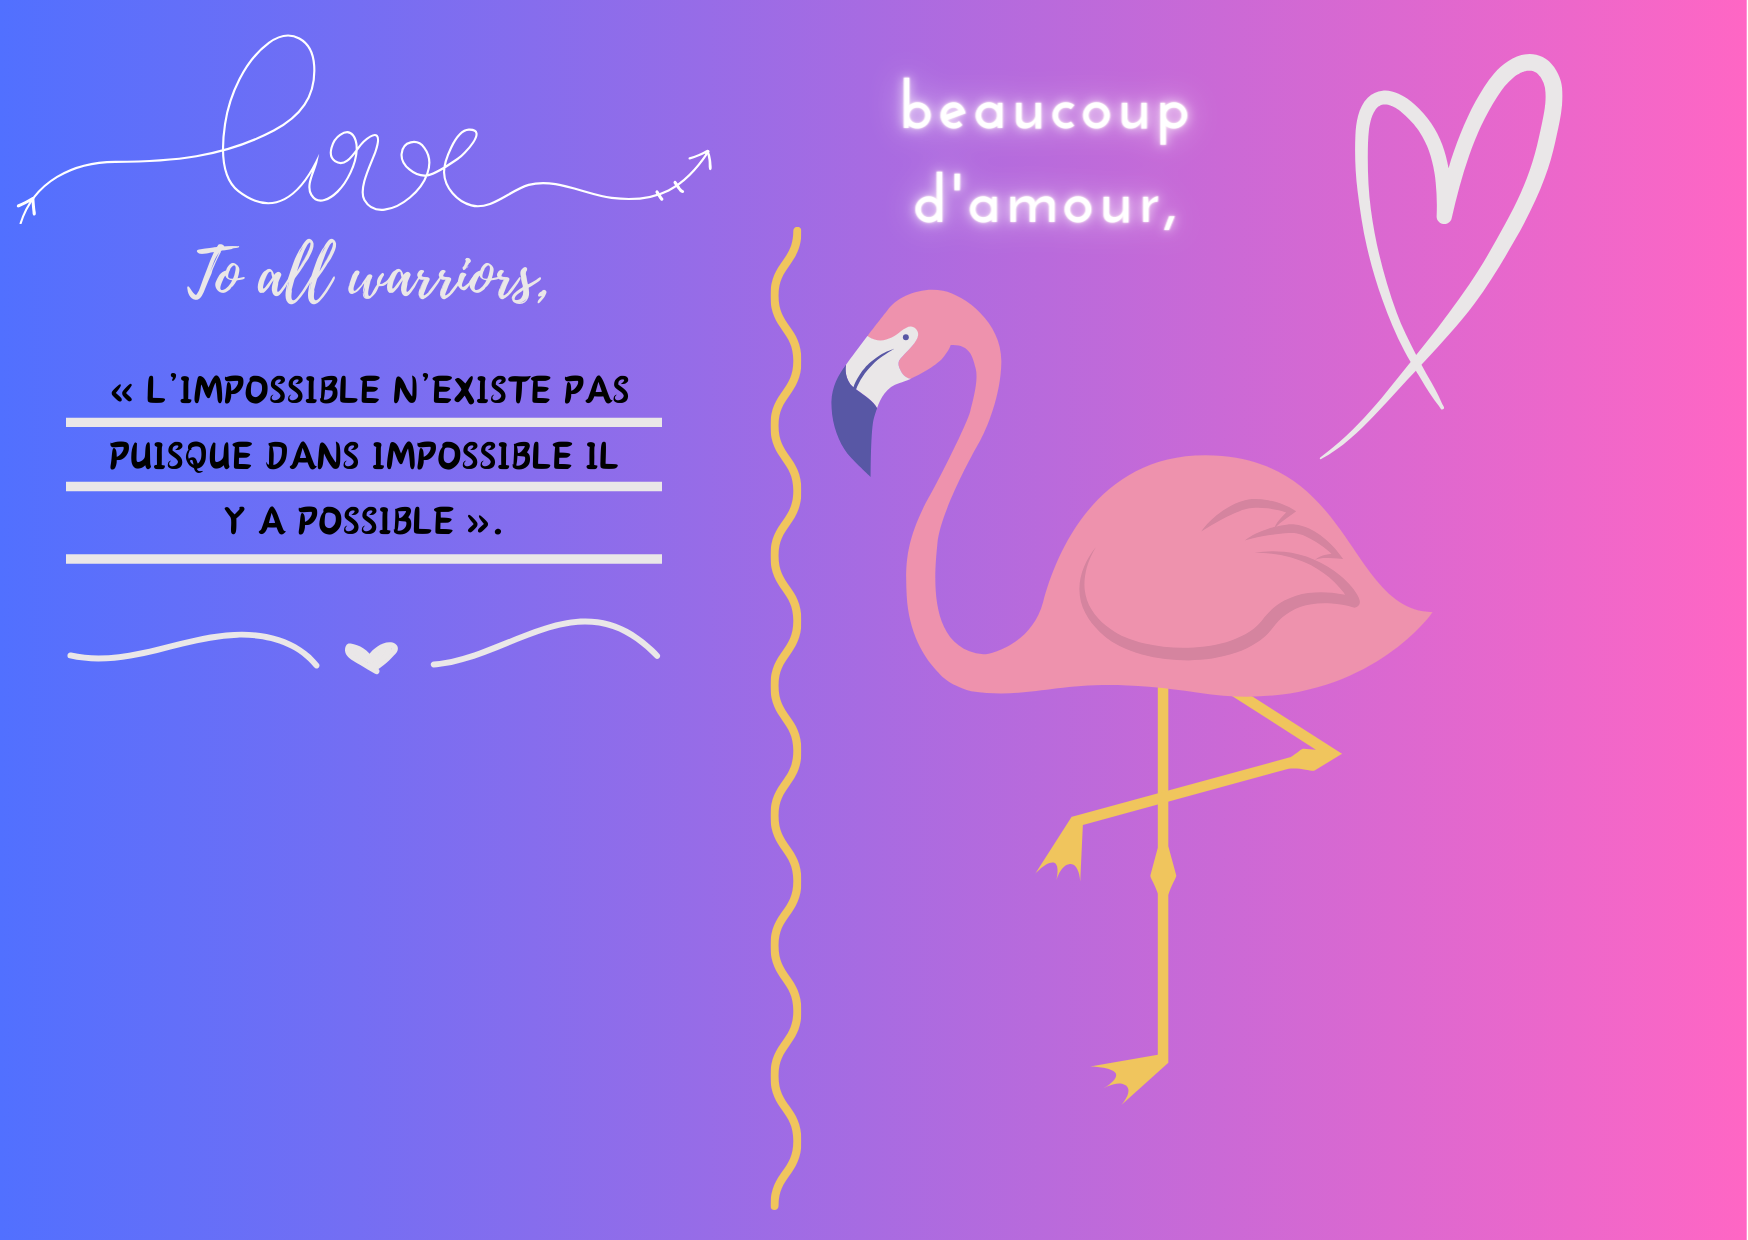 love
To all warriors,
« L'IMPOSSIBLE N'EXISTE PAS
PUISQUE DANS IMPOSSIBLE IL
Y A POSSIBLE ».
beaucoup
d'amour,